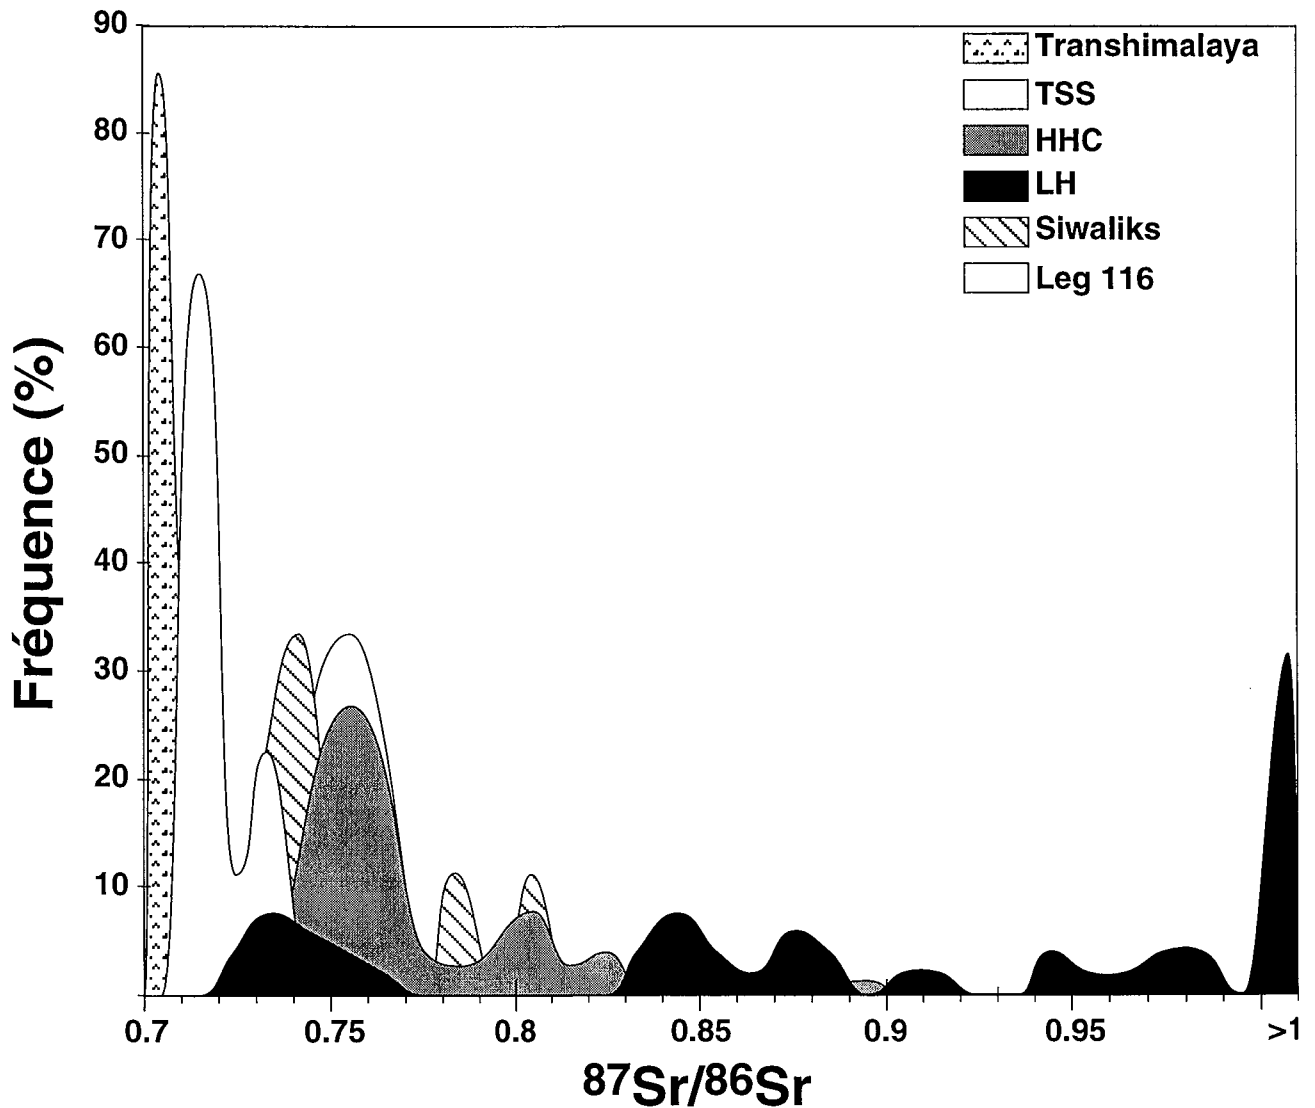 90
80
70
60
50
40
30
20
10
Fréquence (%)
Transhimalaya
TSS
HHC
LH
Siwaliks
Leg 116
0.7 0.75 0.8 0.85 0.9 0.95 >1
87Sr/86Sr